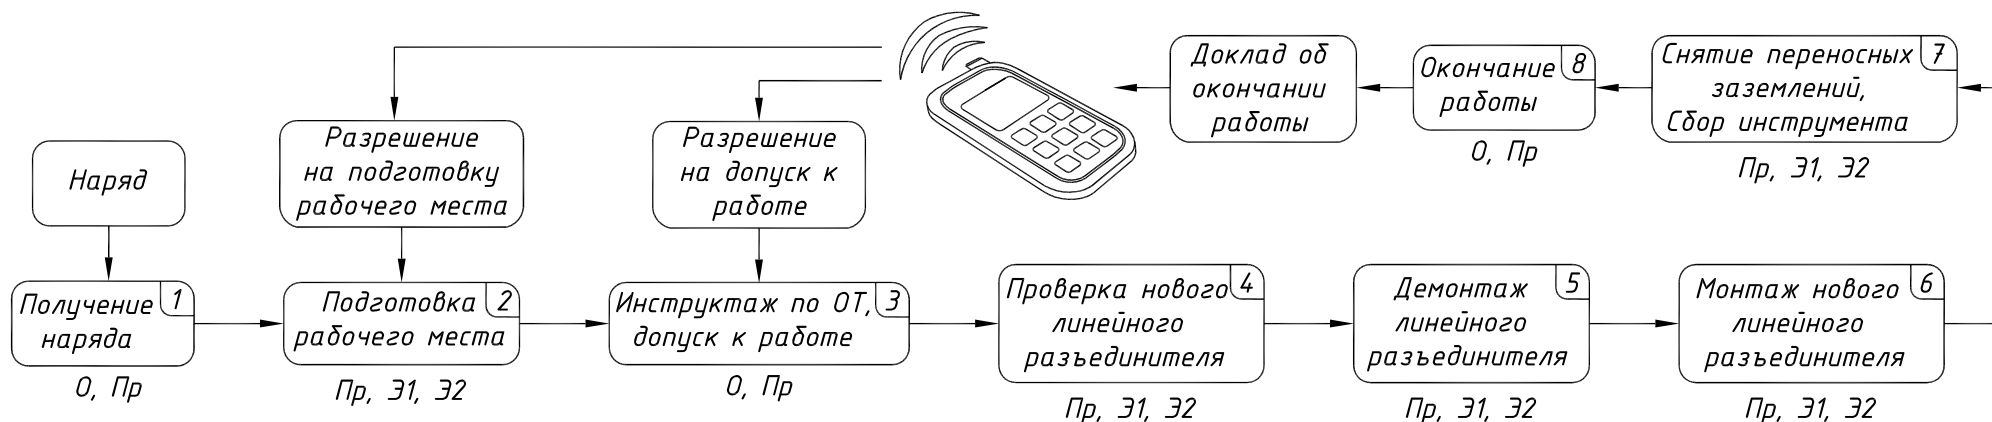 Наряд
Получение 1
наряда
О, Пр
Разрешение
на подготовку
рабочего места
Подготовка 2
рабочего места
Пр, Э1, Э2
Разрешение
на допуск к
работе
Инструктаж по ОТ, 3
допуск к работе
О, Пр
Проверка нового 4
линейного
разъединителя
Пр, Э1, Э2
Демонтаж 5
линейного
разъединителя
Пр, Э1, Э2
Монтаж нового 6
линейного
разъединителя
Пр, Э1, Э2
Снятие переносных 7
заземлений,
Сбор инструмента
Пр, Э1, Э2
Окончание 8
работы
О, Пр
Доклад об
окончании
работы